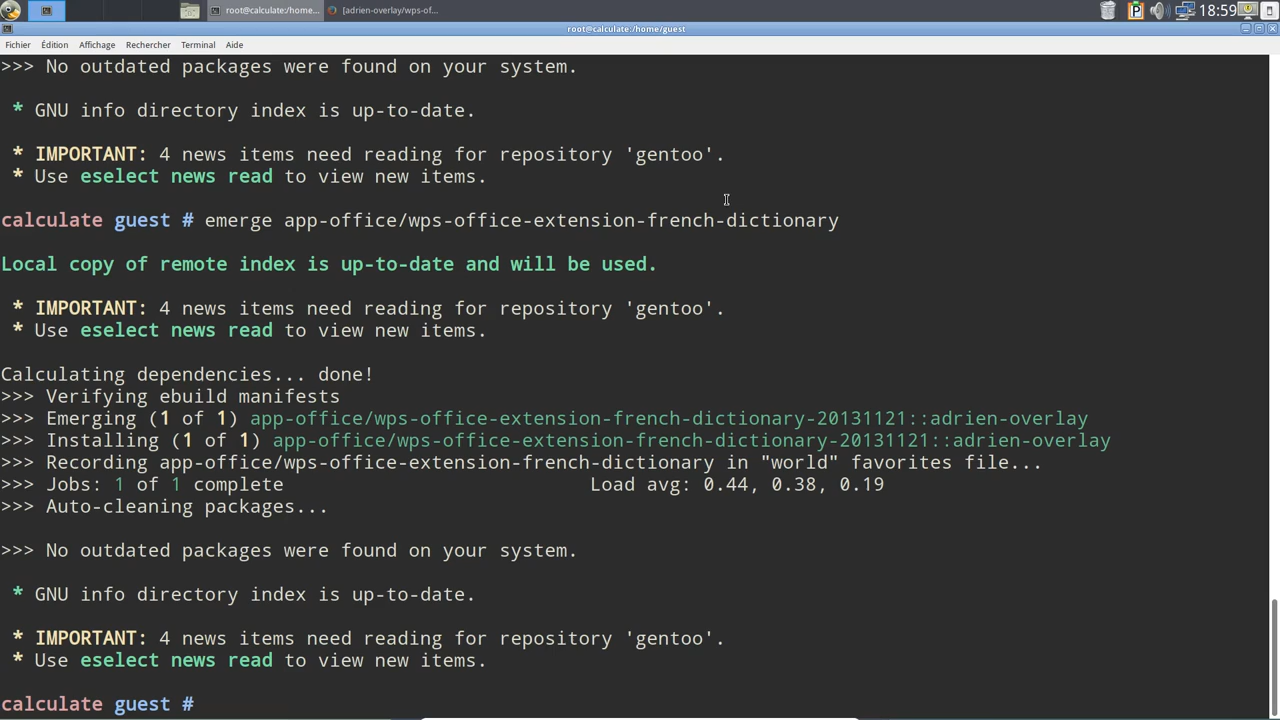 root@calculate:/home...
[adrien-overlay/wps-of...
18:59
root@calculate:/home/guest
Fichier Édition Affichage Rechercher Terminal Aide
>>> No outdated packages were found on your system.
* GNU info directory index is up-to-date.
* IMPORTANT: 4 news items need reading for repository 'gentoo'.
* Use eselect news read to view new items.
calculate guest # emerge app-office/wps-office-extension-french-dictionary
Local copy of remote index is up-to-date and will be used.
* IMPORTANT: 4 news items need reading for repository 'gentoo'.
* Use eselect news read to view new items.
Calculating dependencies... done!
>>> Verifying ebuild manifests
>>> Emerging (1 of 1) app-office/wps-office-extension-french-dictionary-20131121::adrien-overlay
>>> Installing (1 of 1) app-office/wps-office-extension-french-dictionary-20131121::adrien-overlay
>>> Recording app-office/wps-office-extension-french-dictionary in "world" favorites file...
>>> Jobs: 1 of 1 complete Load avg: 0.44, 0.38, 0.19
>>> Auto-cleaning packages...
>>> No outdated packages were found on your system.
* GNU info directory index is up-to-date.
* IMPORTANT: 4 news items need reading for repository 'gentoo'.
* Use eselect news read to view new items.
calculate guest #